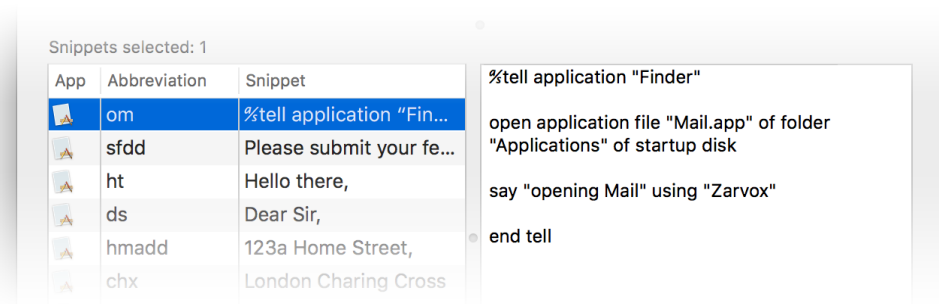 Snippets selected: 1
App Abbreviation Snippet
om %tell application “Fin...
sfdd Please submit your fe...
ht Hello there,
ds Dear Sir,
hmadd 123a Home Street,
chx London Charing Cross
%tell application "Finder"
open application file "Mail.app" of folder
"Applications" of startup disk
say "opening Mail" using "Zarvox"
end tell